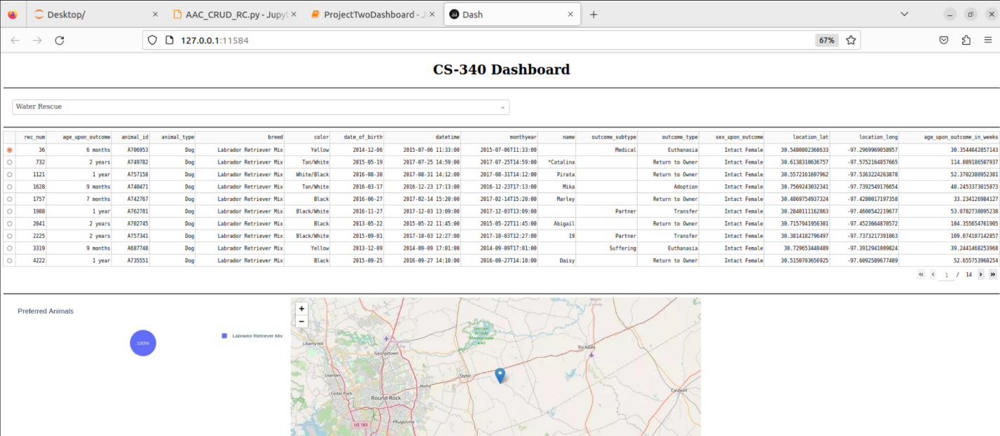 Desktop/
AAC_CRUD_RC.py - Jupyt
ProjectTwoDashboard - J
Dash
127.0.0.1:11584
67%
CS-340 Dashboard
Water Rescue
rec_num age_upon_outcome animal_id animal_type breed color date_of_birth datetime monthyear name outcome_subtype outcome_type sex_upon_outcome location_lat location_long age_upon_outcome_in_weeks
36 6 months A706953 Dog Labrador Retriever Mix Yellow 2014-12-06 2015-07-06 11:33:00 2015-07-06T11:33:00 Medical Euthanasia Intact Female 30.5480802368633 -97.2969969058957 30.3544642857143
732 2 years A749782 Dog Labrador Retriever Mix Tan/White 2015-05-19 2017-07-25 14:59:00 2017-07-25T14:59:00 *Catalina Return to Owner Intact Female 30.6138310636757 -97.5752164857665 114.089186507937
1121 1 year A757158 Dog Labrador Retriever Mix White/Black 2016-08-30 2017-08-31 14:12:00 2017-08-31T14:12:00 Pirata Return to Owner Intact Female 30.5572161697962 -97.5363224263878 52.3702380952381
1628 9 months A740471 Dog Labrador Retriever Mix Tan/White 2016-03-17 2016-12-23 17:13:00 2016-12-23T17:13:00 Mika Adoption Intact Female 30.7569243032341 -97.7392549176654 40.2453373015873
1757 7 months A742767 Dog Labrador Retriever Mix Black 2016-06-27 2017-02-14 15:20:00 2017-02-14T15:20:00 Marley Return to Owner Intact Female 30.4869754937324 -97.4280017197358 33.234126984127
1988 1 year A762781 Dog Labrador Retriever Mix Black/White 2016-11-27 2017-12-03 13:09:00 2017-12-03T13:09:00 Partner Transfer Intact Female 30.2840111162863 -97.4600542219677 53.0782738095238
2041 2 years A702745 Dog Labrador Retriever Mix Black 2013-05-22 2015-05-22 11:45:00 2015-05-22T11:45:00 Abigail Return to Owner Intact Female 30.7157941956301 -97.4523664870572 104.355654761905
2225 2 years A757341 Dog Labrador Retriever Mix Black/White 2015-09-01 2017-10-03 12:27:00 2017-10-03T12:27:00 19 Partner Transfer Intact Female 30.3814182796497 -97.7373217391863 109.074107142857
3319 9 months A687748 Dog Labrador Retriever Mix Yellow 2013-12-09 2014-09-09 17:01:00 2014-09-09T17:01:00 Suffering Euthanasia Intact Female 30.729653440489 -97.3912941009824 39.2441468253968
4222 1 year A735551 Dog Labrador Retriever Mix Black 2015-09-25 2016-09-27 14:10:00 2016-09-27T14:10:00 Daisy Return to Owner Intact Female 30.5150703656925 -97.6092589677489 52.655753968254
« ‹ 1 / 14 › »
Preferred Animals
100%
Labrador Retriever Mix
+
−
County
Granger
Wildlife
Management
Area
Liberty Hill
County
Georgetown
Rockdale
Leander
Taylor
Hutto
Cedar Park
Caldwell
Round Rock
Pflugerville
US 183